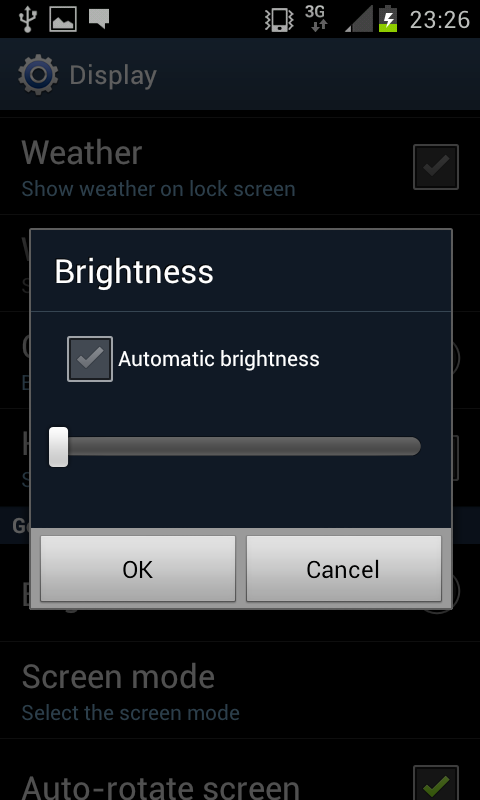 3G 23:26
Display
Weather
Show weather on lock screen
Brightness
Automatic brightness
OK Cancel
Screen mode
Select the screen mode
Auto-rotate screen